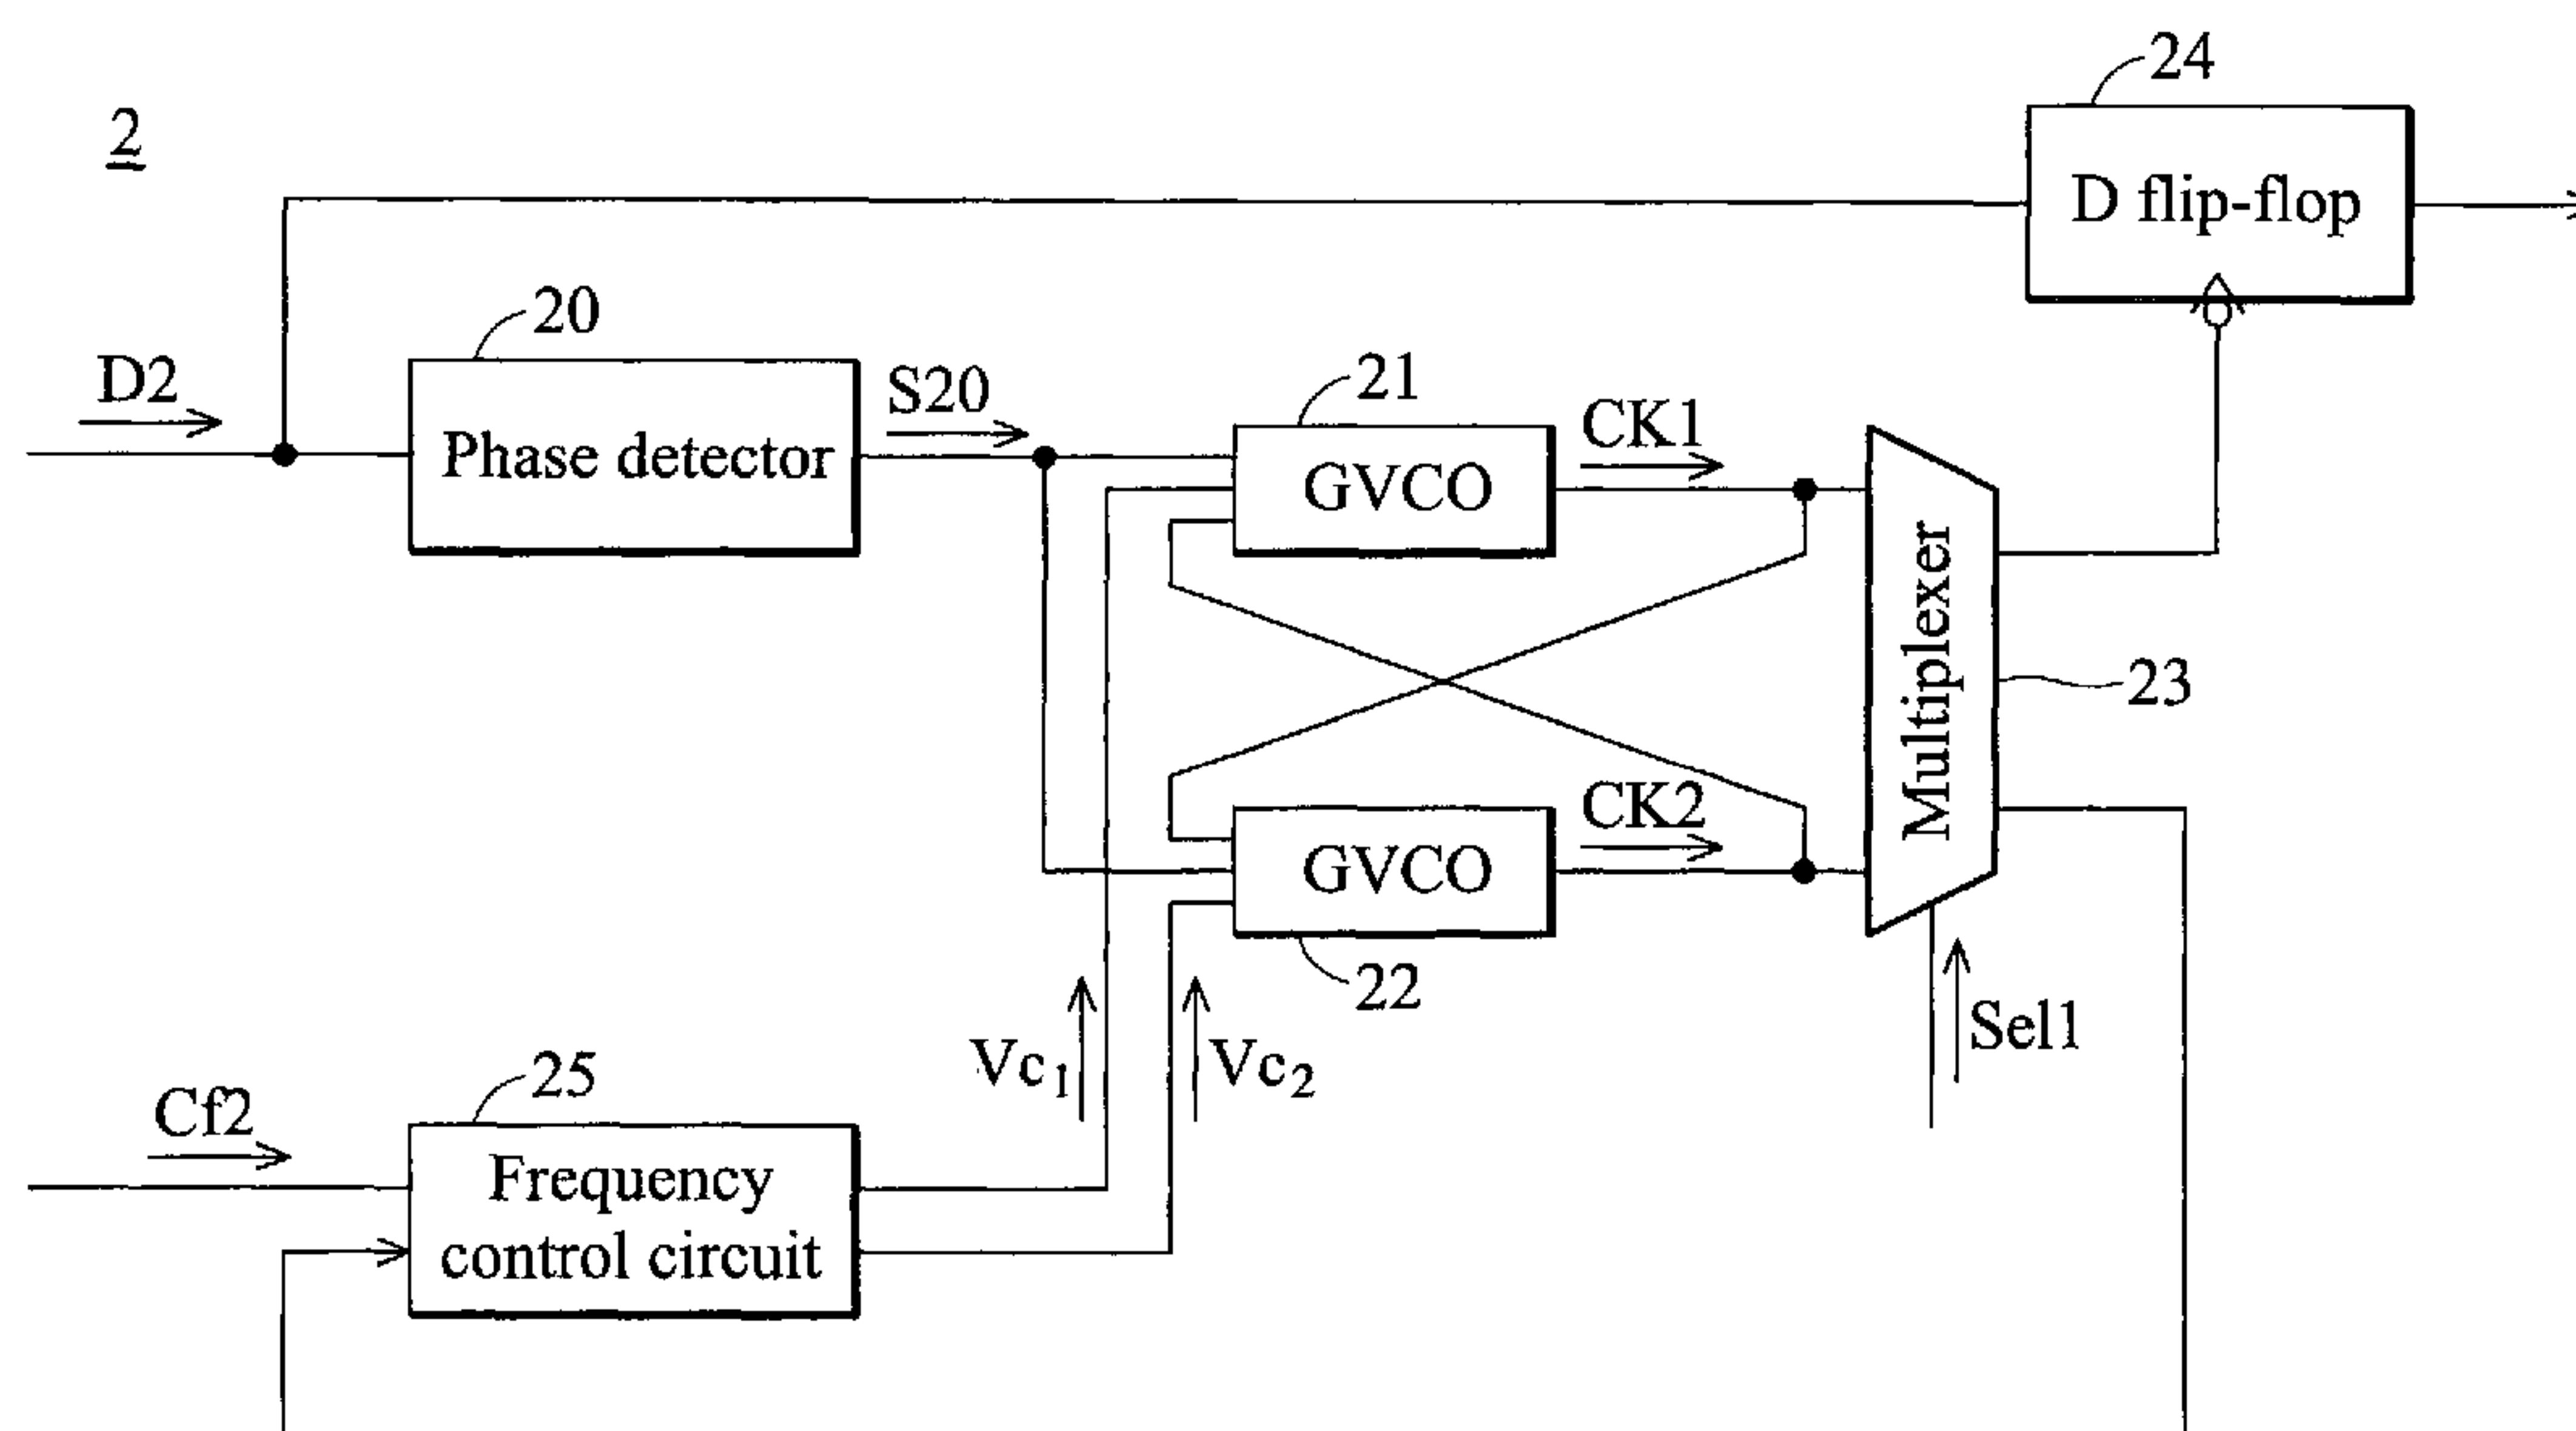 2
24
D flip-flop
20
D2
Phase detector
S20
21
GVCO
CK1
Multiplexer
23
GVCO
CK2
22
Sel1
Vc1
Vc2
25
Cf2
Frequency
control circuit